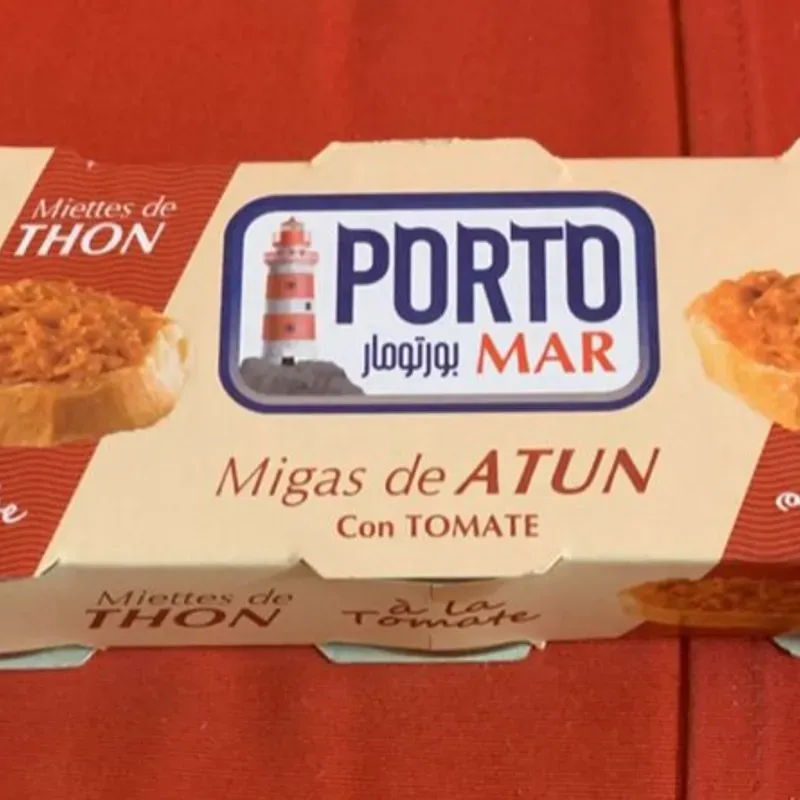 Miettes de
THON
PORTO
بورتومار MAR
Migas de ATUN
Con TOMATE
Miettes de
THON
à la
Tomate